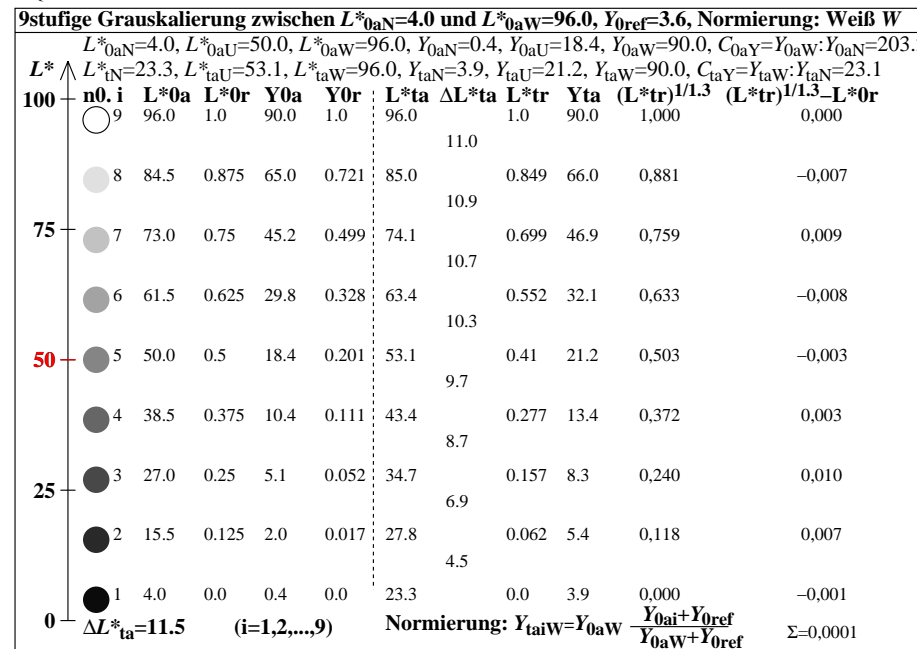 9stufige Grauskalierung zwischen L*0aN=4.0 und L*0aW=96.0, Y0ref=3.6, Normierung: Weiß W
L*0aN=4.0, L*0aU=50.0, L*0aW=96.0, Y0aN=0.4, Y0aU=18.4, Y0aW=90.0, C0aY=Y0aW:Y0aN=203.
L* L*tN=23.3, L*taU=53.1, L*taW=96.0, YtaN=3.9, YtaU=21.2, YtaW=90.0, CtaY=YtaW:YtaN=23.1
100 n0. i L*0a L*0r Y0a Y0r L*ta ΔL*ta L*tr Yta (L*tr)1/1.3 (L*tr)1/1.3–L*0r
9 96.0 1.0 90.0 1.0 96.0 1.0 90.0 1,000 0,000
11.0
8 84.5 0.875 65.0 0.721 85.0 0.849 66.0 0,881 –0,007
10.9
75 7 73.0 0.75 45.2 0.499 74.1 0.699 46.9 0,759 0,009
10.7
6 61.5 0.625 29.8 0.328 63.4 0.552 32.1 0,633 –0,008
10.3
50 5 50.0 0.5 18.4 0.201 53.1 0.41 21.2 0,503 –0,003
9.7
4 38.5 0.375 10.4 0.111 43.4 0.277 13.4 0,372 0,003
8.7
25 3 27.0 0.25 5.1 0.052 34.7 0.157 8.3 0,240 0,010
6.9
2 15.5 0.125 2.0 0.017 27.8 0.062 5.4 0,118 0,007
4.5
1 4.0 0.0 0.4 0.0 23.3 0.0 3.9 0,000 –0,001
0 ΔL*ta=11.5 (i=1,2,...,9) Normierung: YtaiW=Y0aW Y0ai+Y0ref
Y0aW+Y0ref Σ=0,0001